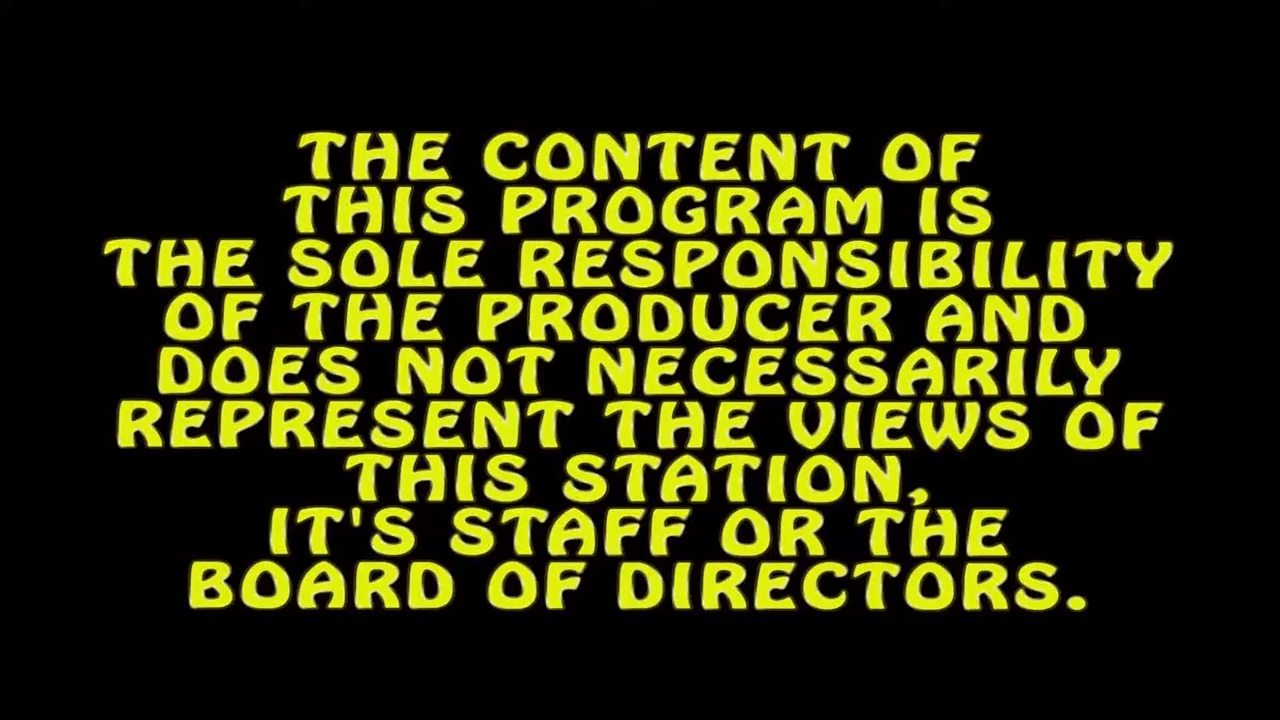 THE CONTENT OF
THIS PROGRAM IS
THE SOLE RESPONSIBILITY
OF THE PRODUCER AND
DOES NOT NECESSARILY
REPRESENT THE VIEWS OF
THIS STATION,
IT'S STAFF OR THE
BOARD OF DIRECTORS.